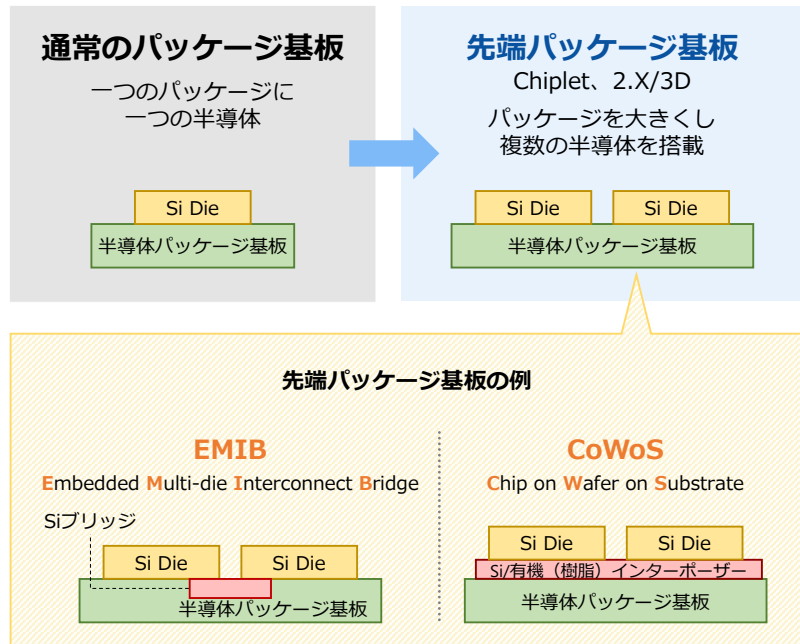 通常のパッケージ基板
一つのパッケージに
一つの半導体
Si Die
半導体パッケージ基板
先端パッケージ基板
Chiplet、2.X/3D
パッケージを大きくし
複数の半導体を搭載
Si Die
Si Die
半導体パッケージ基板
先端パッケージ基板の例
EMIB
Embedded Multi-die Interconnect Bridge
Siブリッジ
Si Die
Si Die
半導体パッケージ基板
CoWoS
Chip on Wafer on Substrate
Si Die
Si Die
Si/有機（樹脂）インターポーザー
半導体パッケージ基板